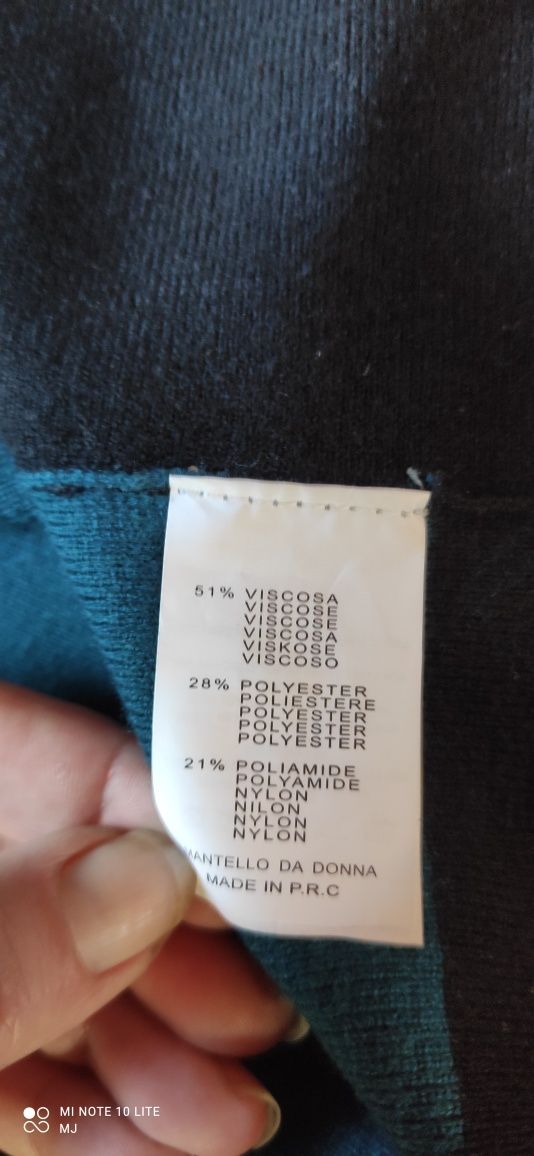 51% VISCOSA
VISCOSE
VISCOSE
VISCOSA
VISKOSE
VISCOSO
28% POLYESTER
POLIESTERE
POLYESTER
POLYESTER
POLYESTER
21% POLIAMIDE
POLYAMIDE
NYLON
NILON
NYLON
NYLON
MANTELLO DA DONNA
MADE IN P.R.C
MI NOTE 10 LITE
MJ